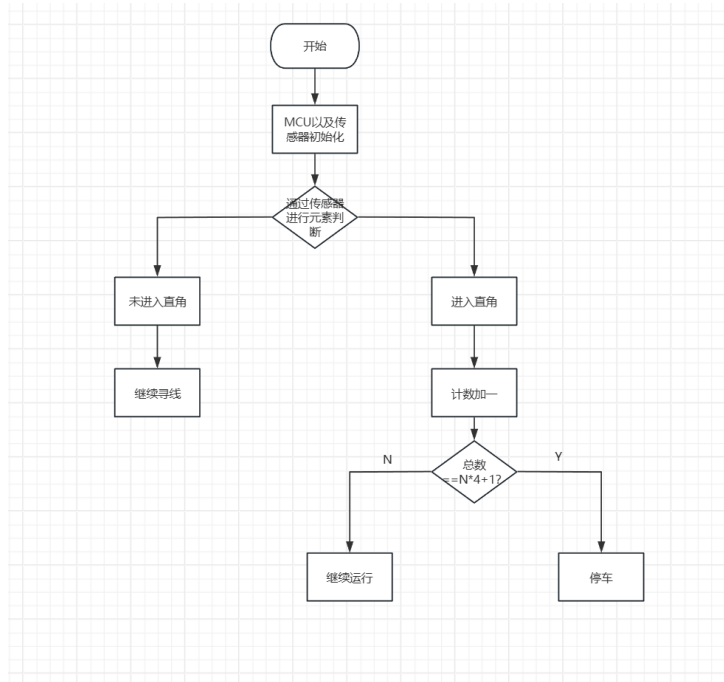 开始
MCU以及传
感器初始化
通过传感器
进行元素判
断
未进入直角
进入直角
继续寻线
计数加一
N
总数
==N*4+1?
Y
继续运行
停车